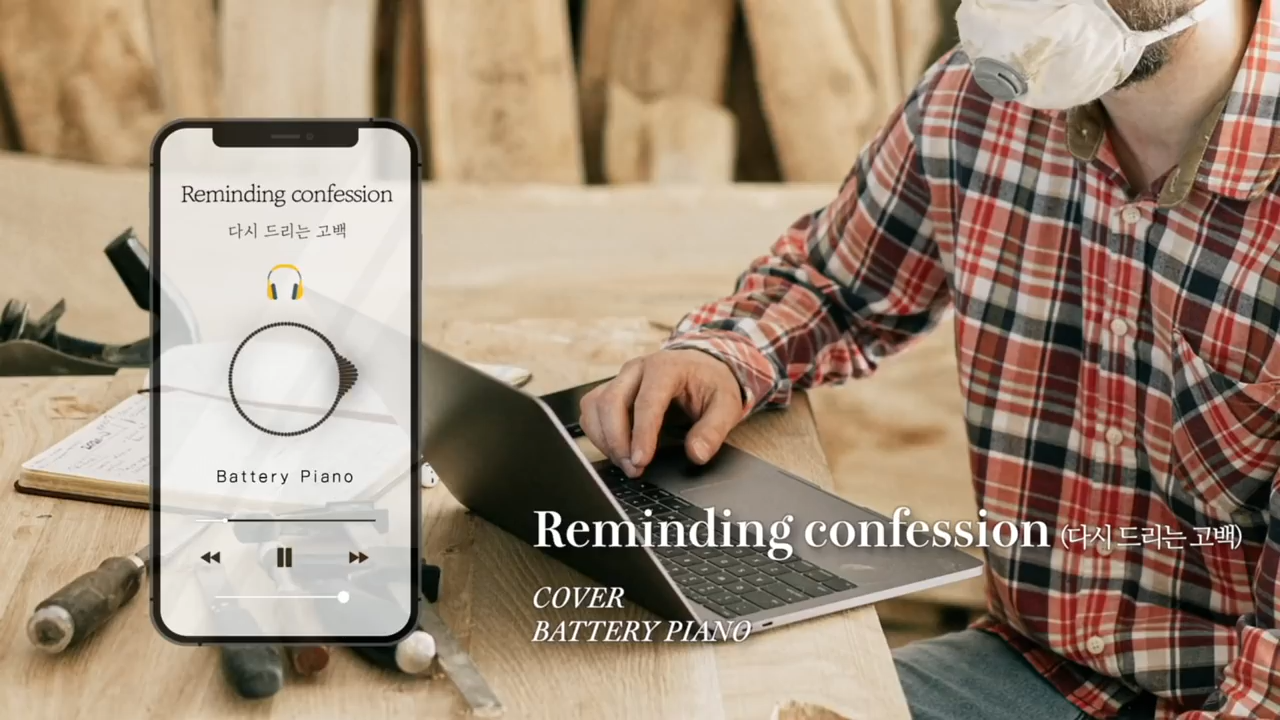 Reminding confession
다시 드리는 고백
Battery Piano
Reminding confession (다시 드리는 고백)
COVER
BATTERY PIANO